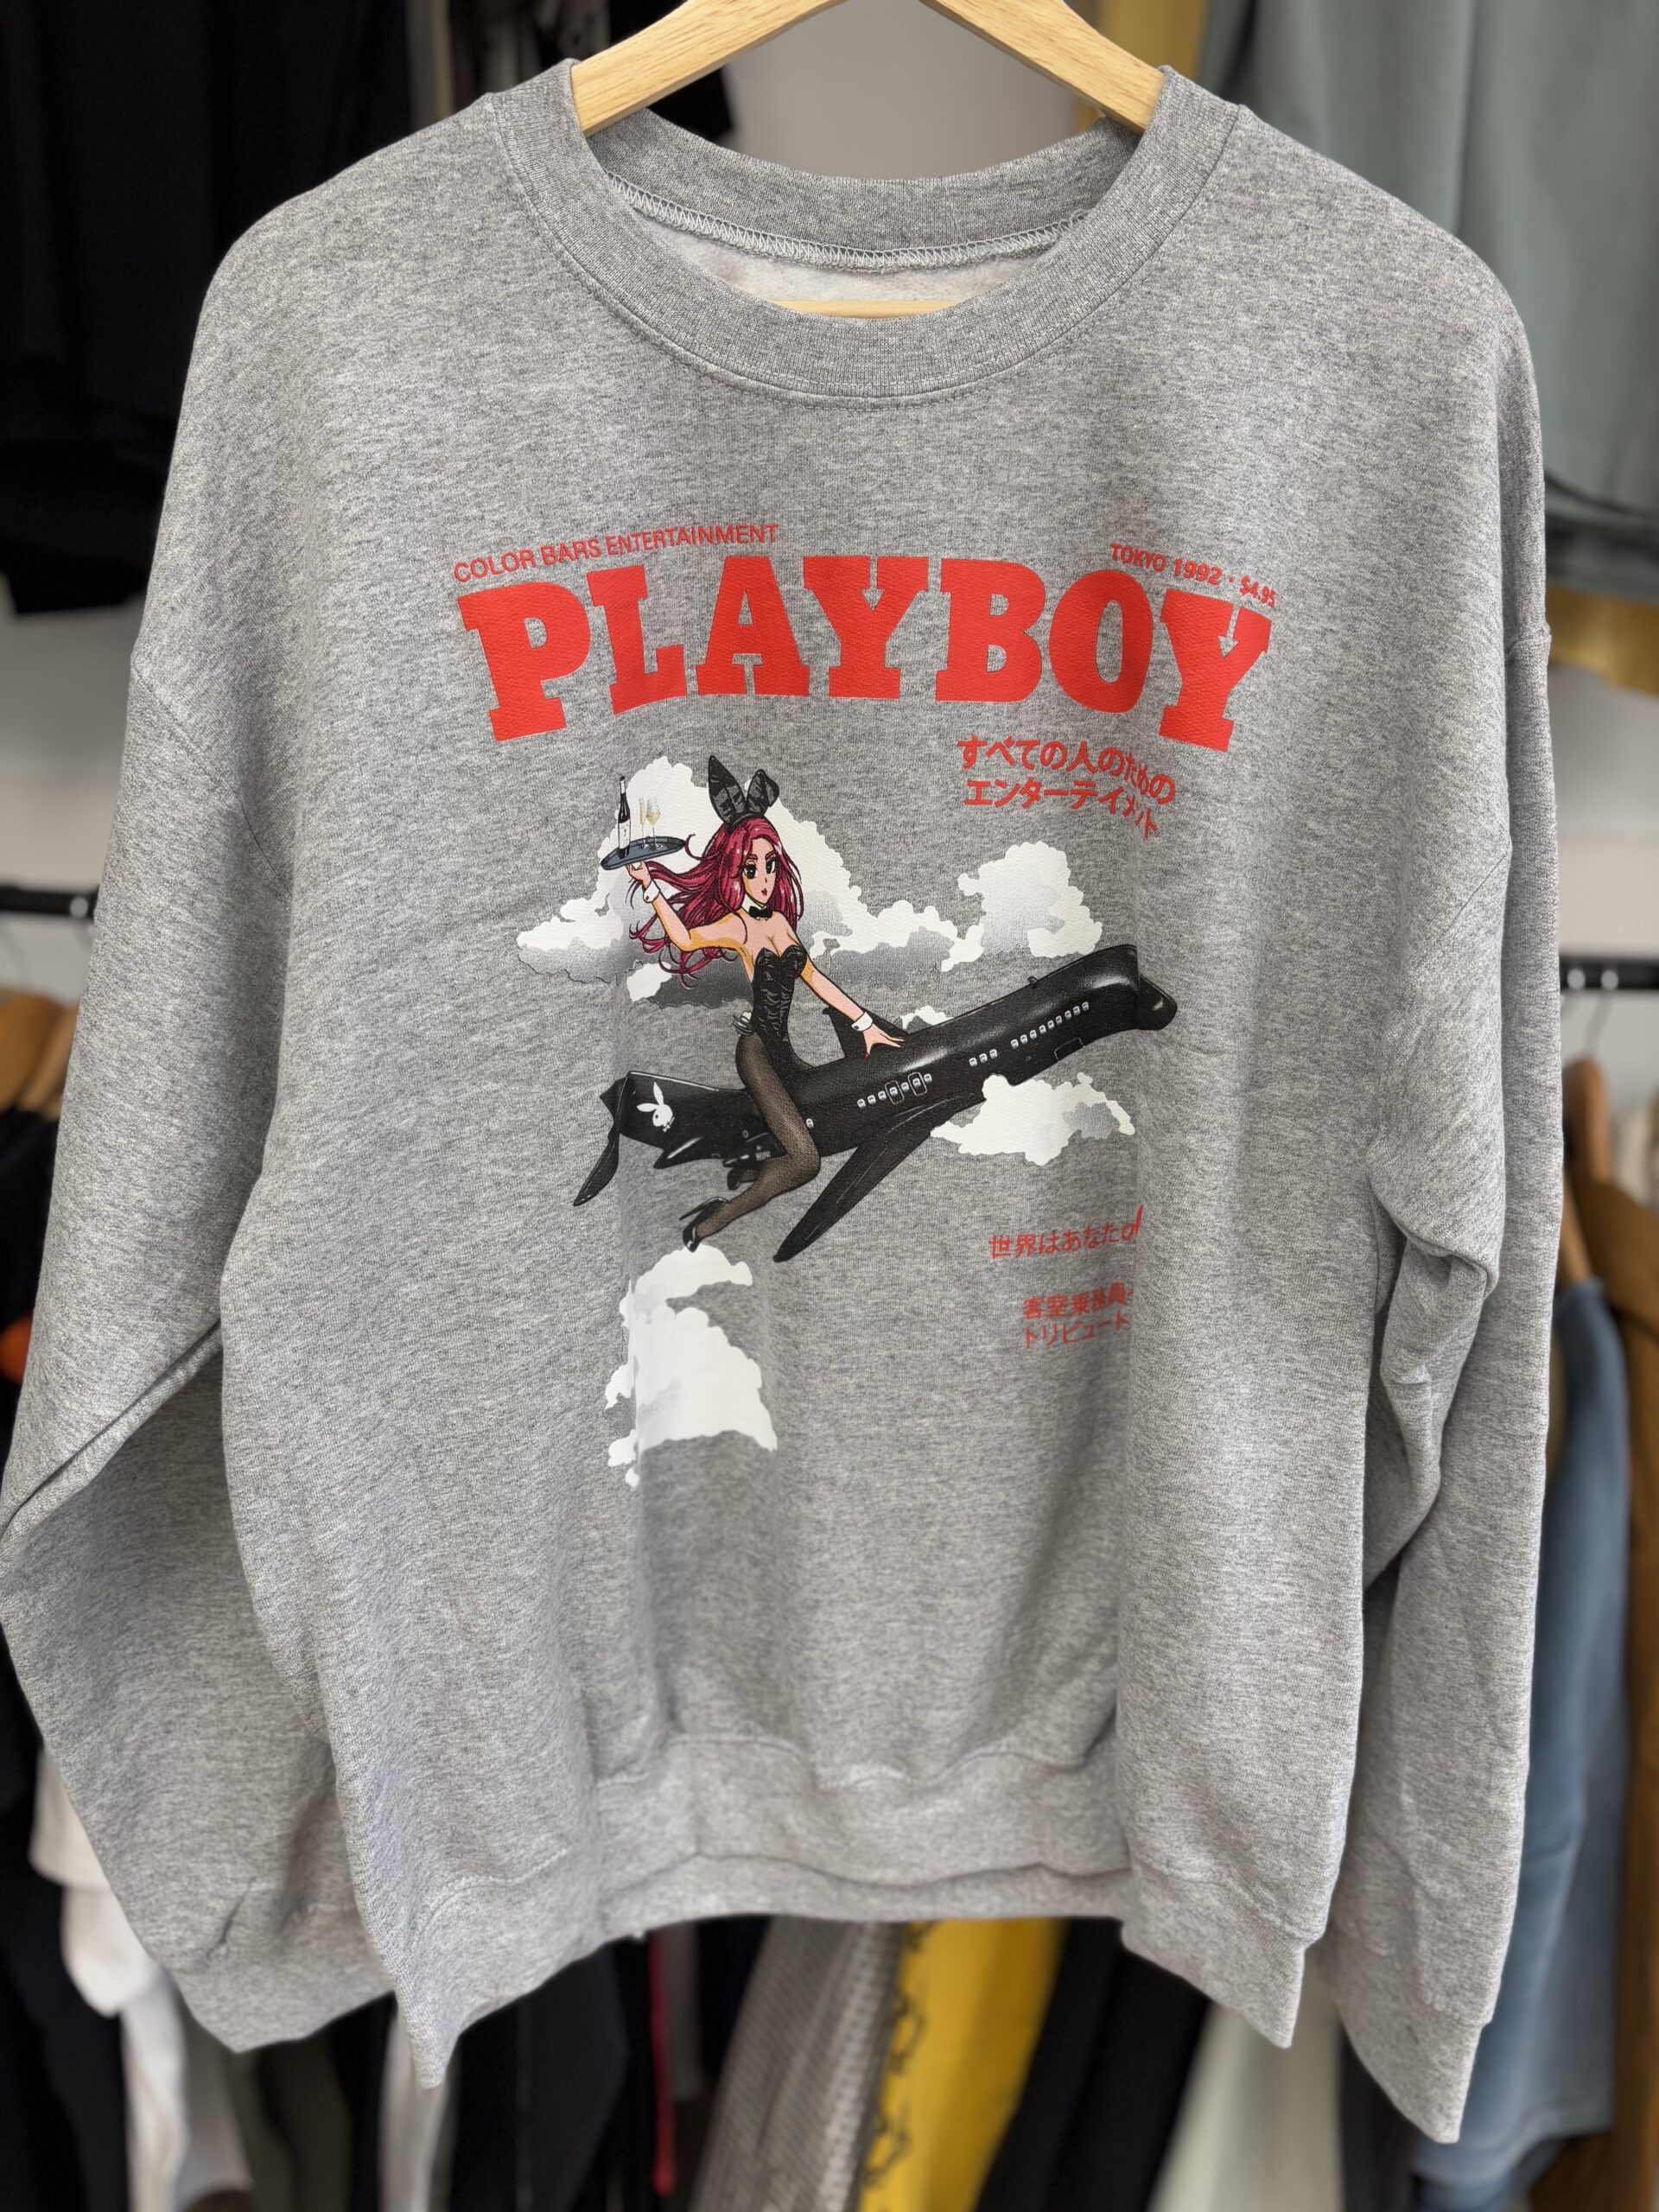 COLOR BARS ENTERTAINMENT
TOKYO 1992 · $4.95
PLAYBOY
すべての人のための
エンターテイメント
世界はあなたの
客室乗務員
トリビュート